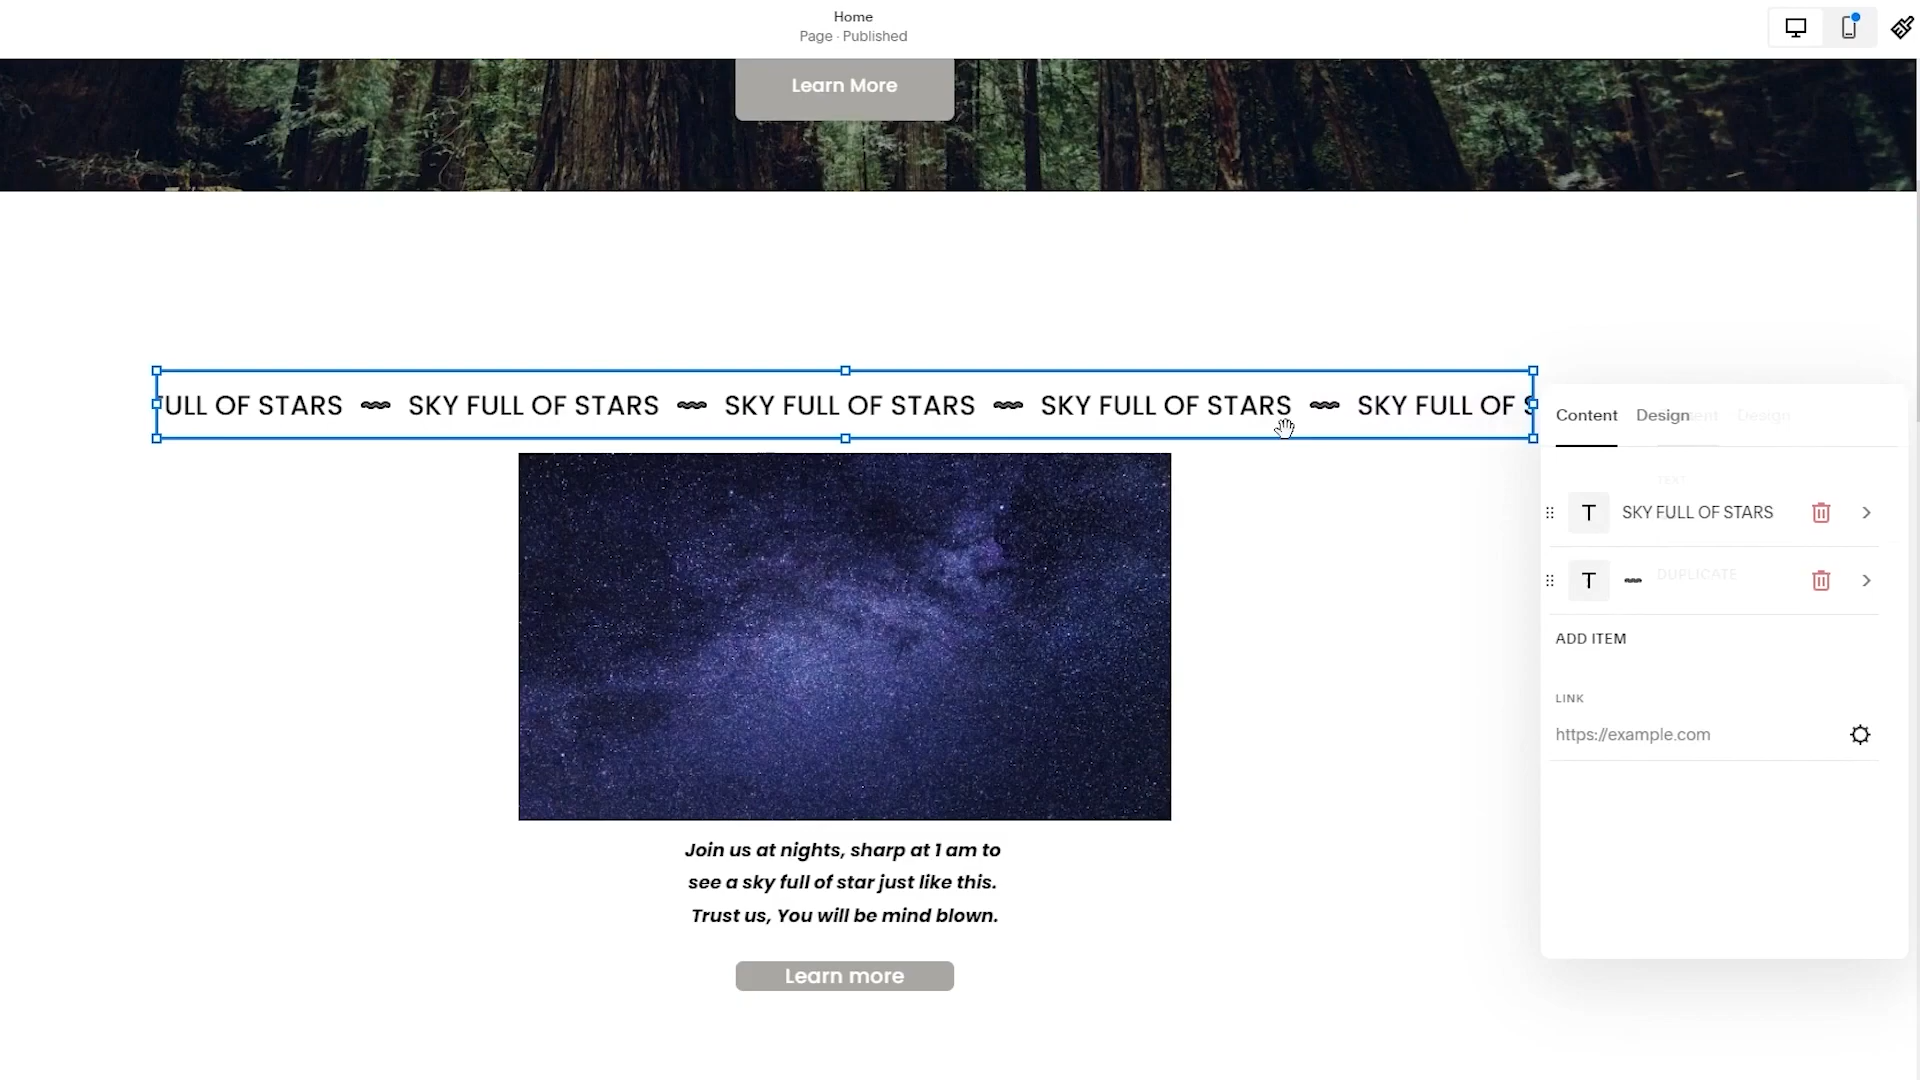 Home
Page · Published
Learn More
FULL OF STARS 〰 SKY FULL OF STARS 〰 SKY FULL OF STARS 〰 SKY FULL OF STARS 〰 SKY FULL OF S
Content Design
TEXT
T SKY FULL OF STARS
T 〰 DUPLICATE
ADD ITEM
LINK
https://example.com
Join us at nights, sharp at 1 am to
see a sky full of star just like this.
Trust us, You will be mind blown.
Learn more